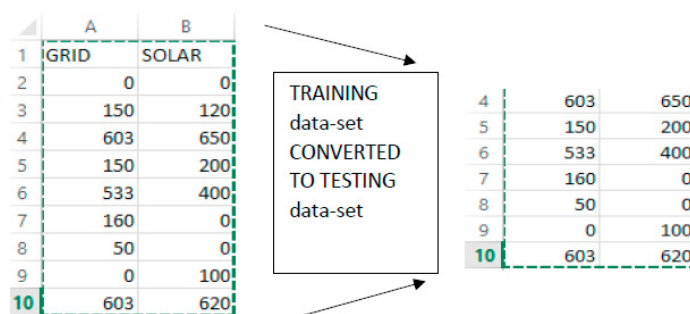 A B
1 GRID SOLAR
2 0 0
3 150 120
4 603 650
5 150 200
6 533 400
7 160 0
8 50 0
9 0 100
10 603 620
TRAINING
data-set
CONVERTED
TO TESTING
data-set
4 603 650
5 150 200
6 533 400
7 160 0
8 50 0
9 0 100
10 603 620